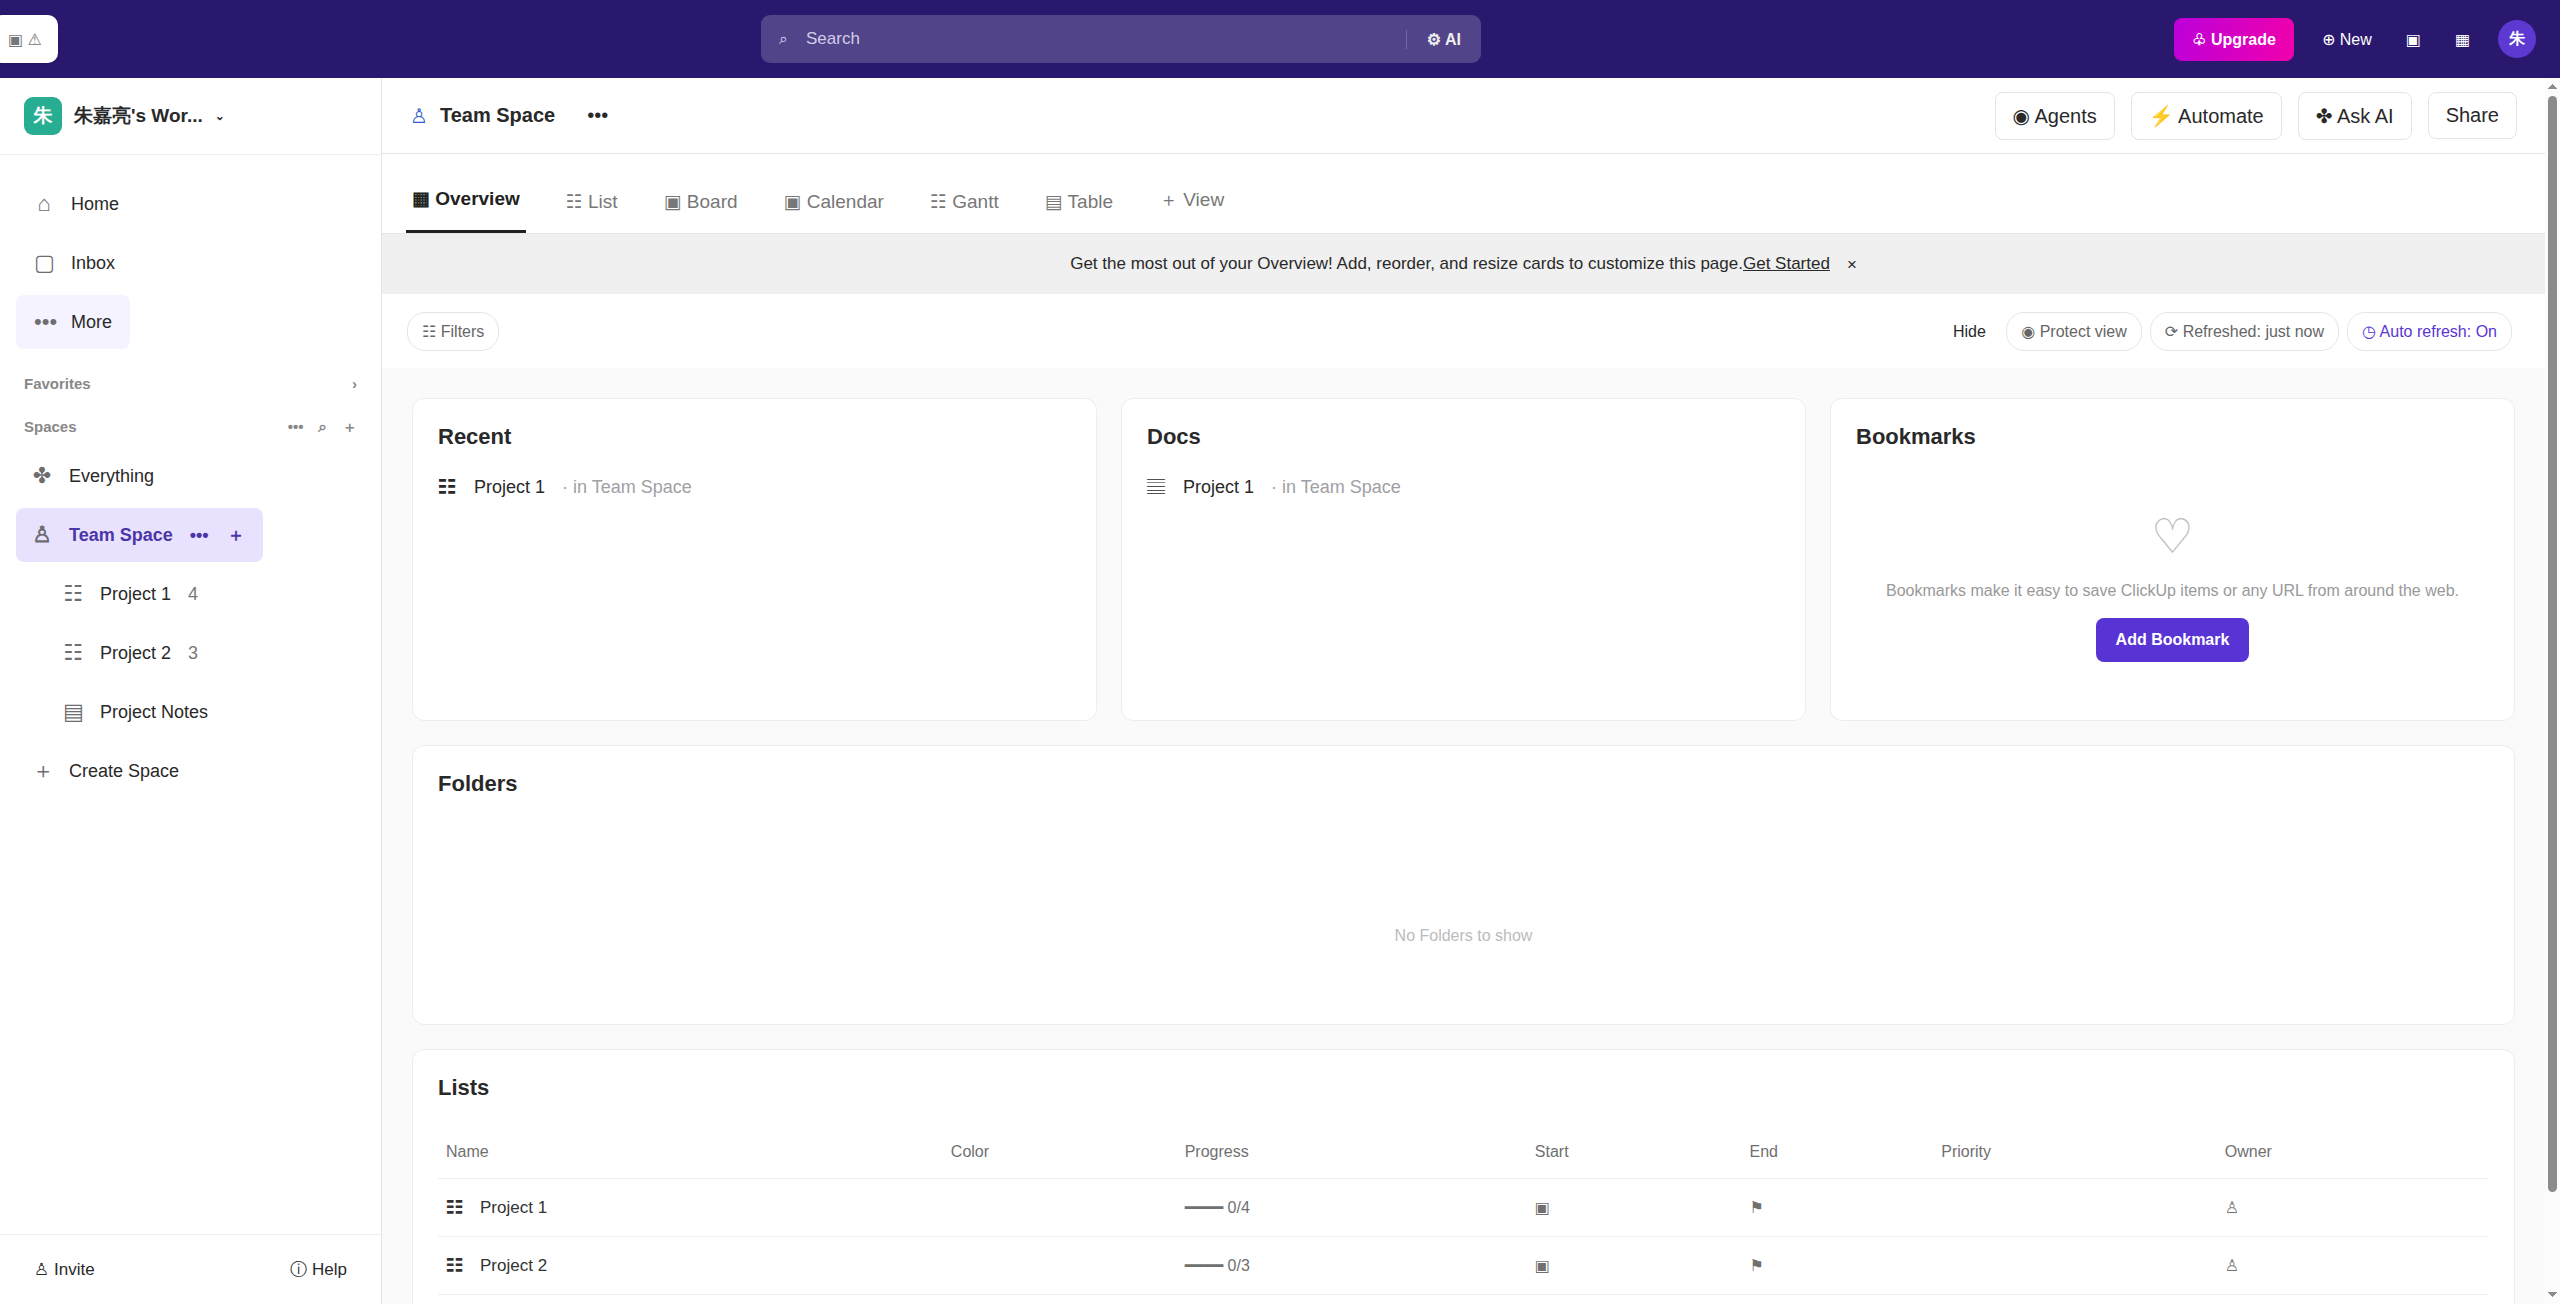 Search
AI
Upgrade
New
朱
朱 朱嘉亮's Wor...
Home
Inbox
More
Favorites
Spaces
Everything
Team Space
Project 1 4
Project 2 3
Project Notes
Create Space
Invite
Help
Team Space
Agents
Automate
Ask AI
Share
Overview
List
Board
Calendar
Gantt
Table
+ View
Get the most out of your Overview! Add, reorder, and resize cards to customize this page.Get Started ×
Filters
Hide
Protect view
Refreshed: just now
Auto refresh: On
Recent
Project 1 · in Team Space
Docs
Project 1 · in Team Space
Bookmarks
Bookmarks make it easy to save ClickUp items or any URL from around the web.
Add Bookmark
Folders
No Folders to show
Lists
Name Color Progress Start End Priority Owner
Project 1 0/4
Project 2 0/3